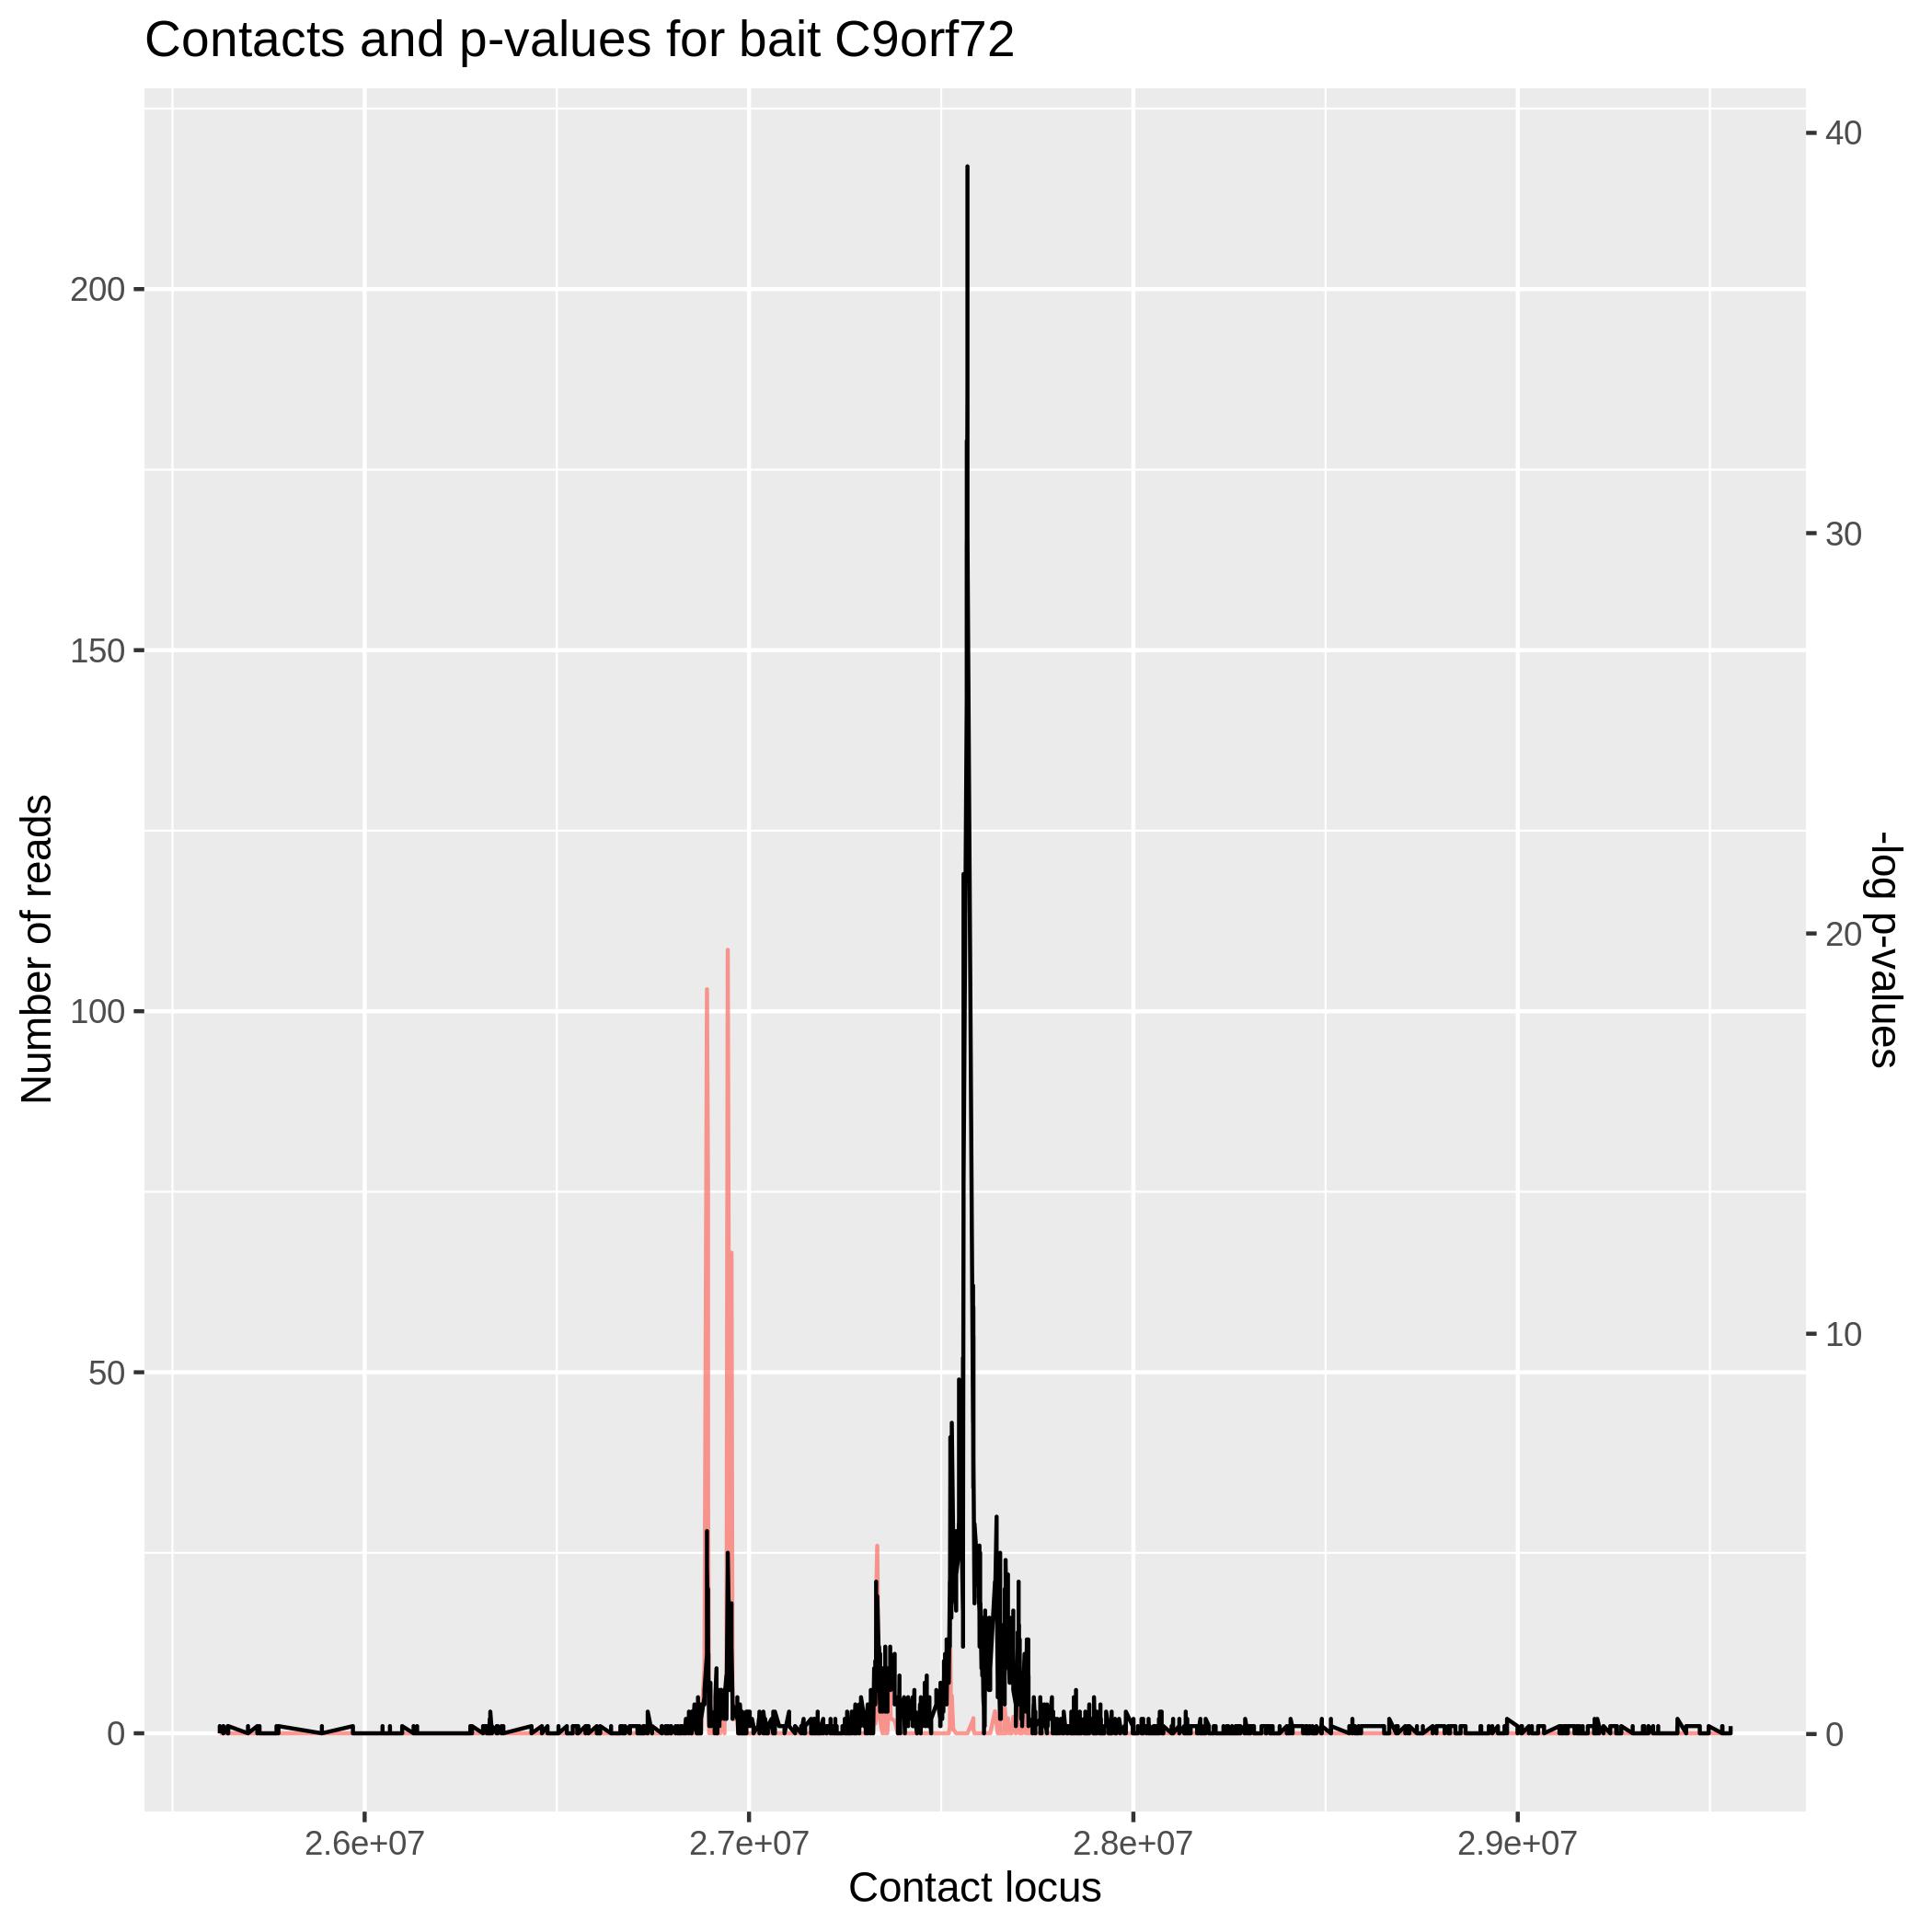 Contacts and p-values for bait C9orf72
Number of reads
200
150
100
50
0
40
30
20
10
0
-log p-values
2.6e+07 2.7e+07 2.8e+07 2.9e+07
Contact locus